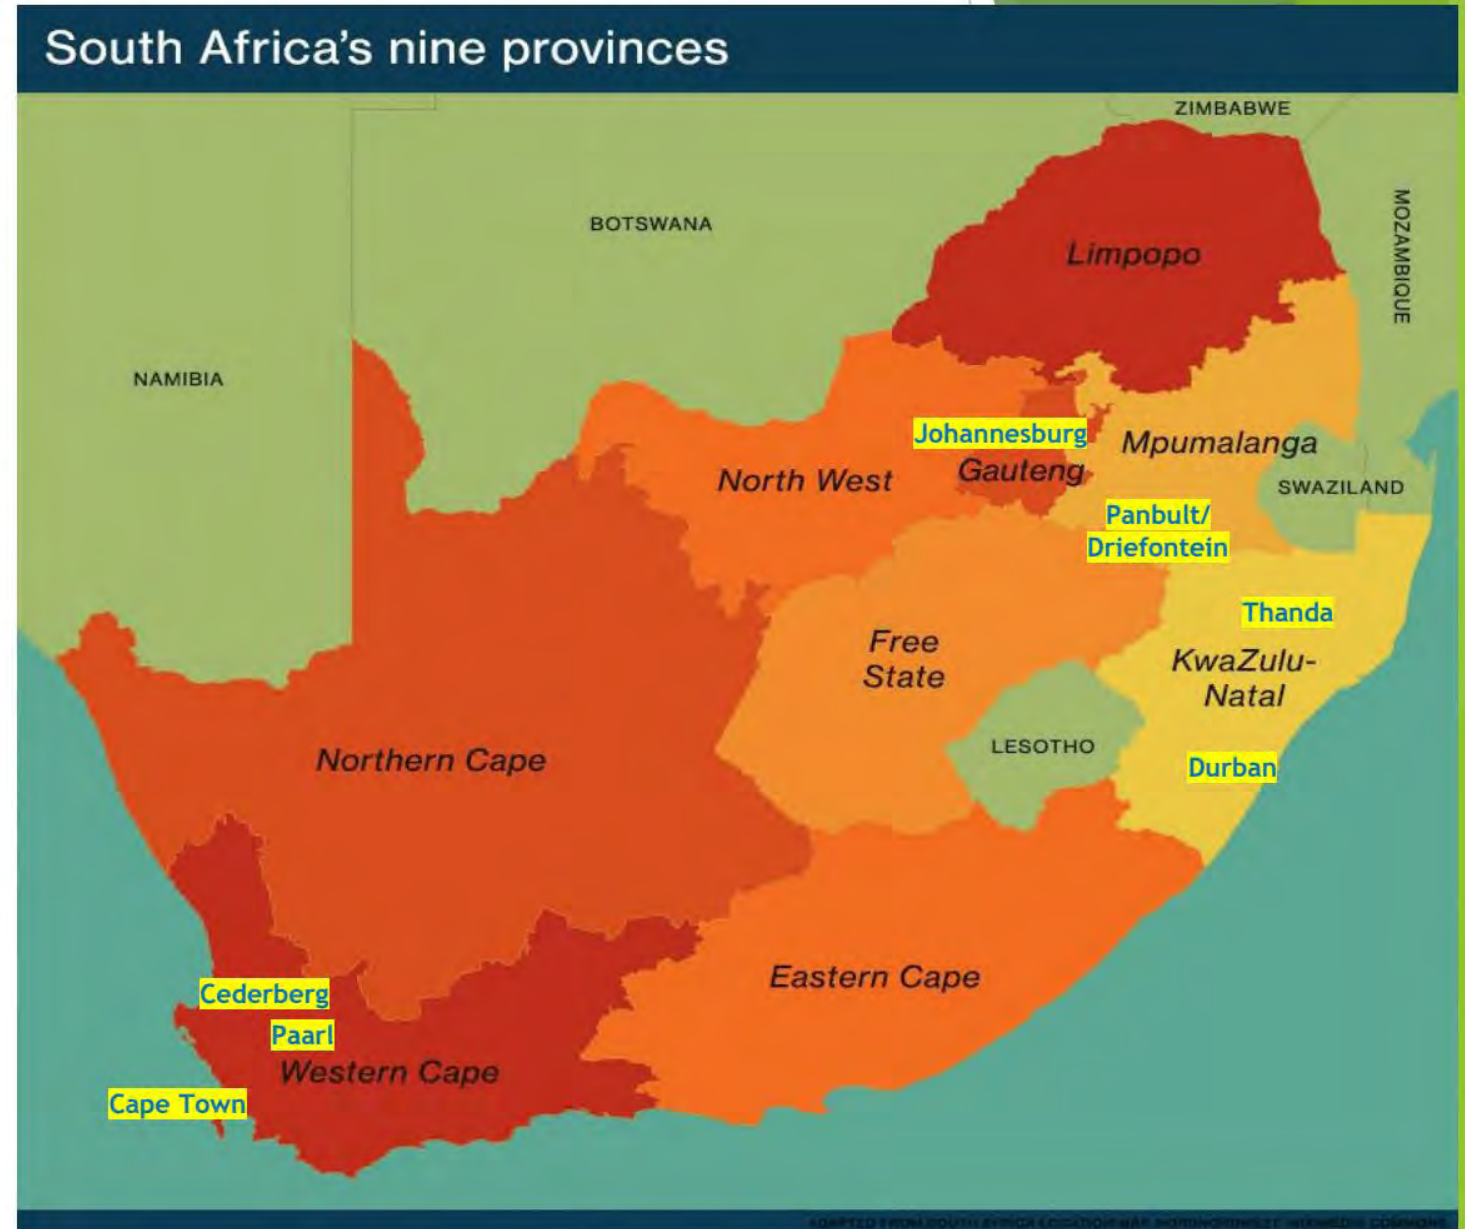 South Africa's nine provinces
ZIMBABWE
MOZAMBIQUE
BOTSWANA
Limpopo
NAMIBIA
Johannesburg
Gauteng
Mpumalanga
North West
SWAZILAND
Panbult/
Driefontein
Thanda
KwaZulu-
Natal
Free
State
LESOTHO
Durban
Northern Cape
Eastern Cape
Cederberg
Paarl
Western Cape
Cape Town